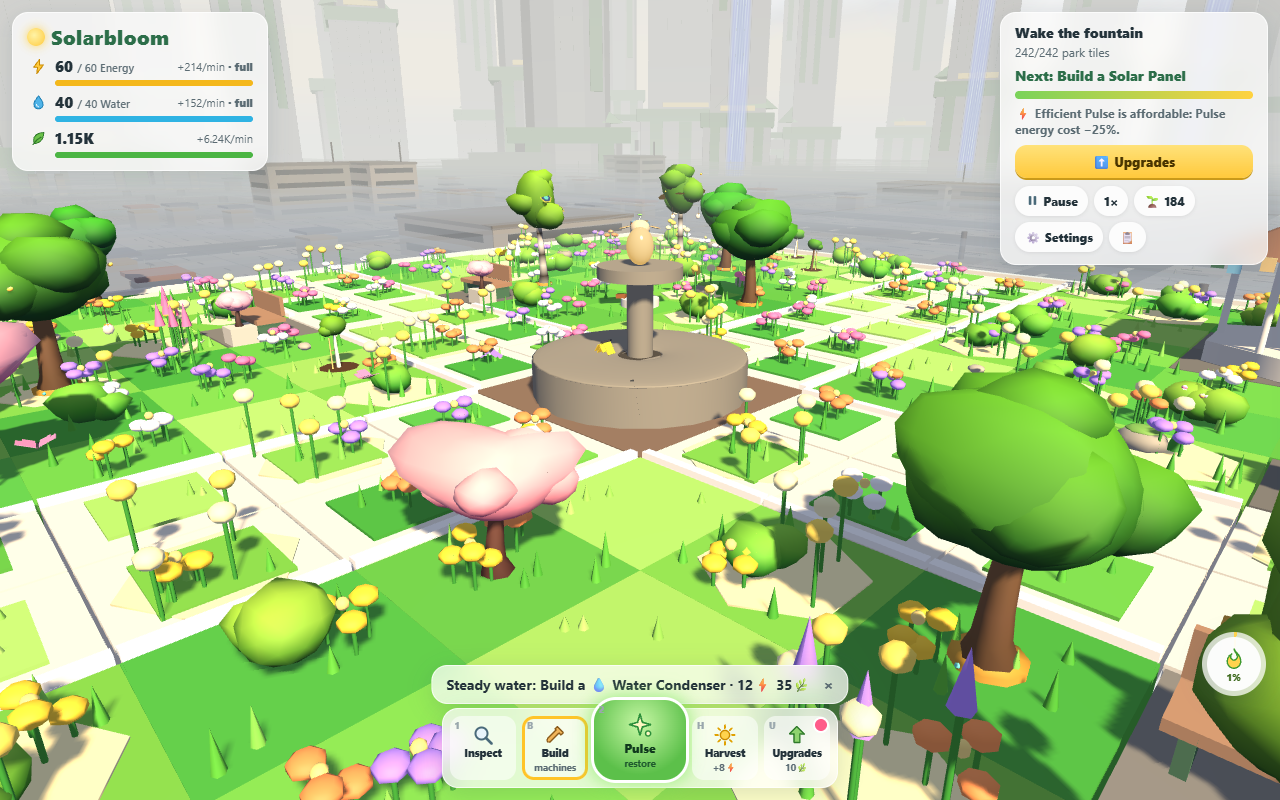 Solarbloom
60 / 60 Energy +214/min • full
40 / 40 Water +152/min • full
1.15K +6.24K/min
Wake the fountain
242/242 park tiles
Next: Build a Solar Panel
Efficient Pulse is affordable: Pulse
energy cost −25%.
Upgrades
Pause 1× 184
Settings
1%
Steady water: Build a Water Condenser · 12 35 ×
1 Inspect
B Build
machines
Pulse
restore
H Harvest
+8
U Upgrades
10